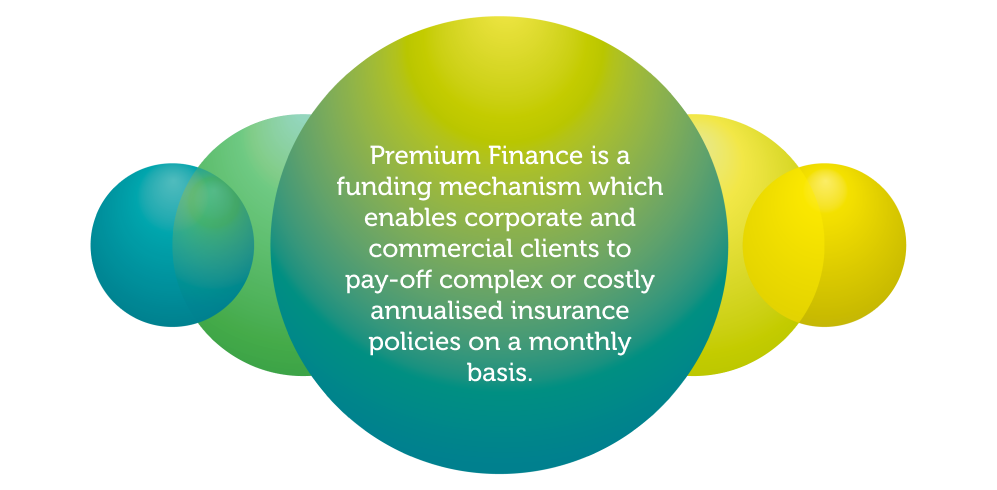 Premium Finance is a
funding mechanism which
enables corporate and
commercial clients to
pay-off complex or costly
annualised insurance
policies on a monthly
basis.